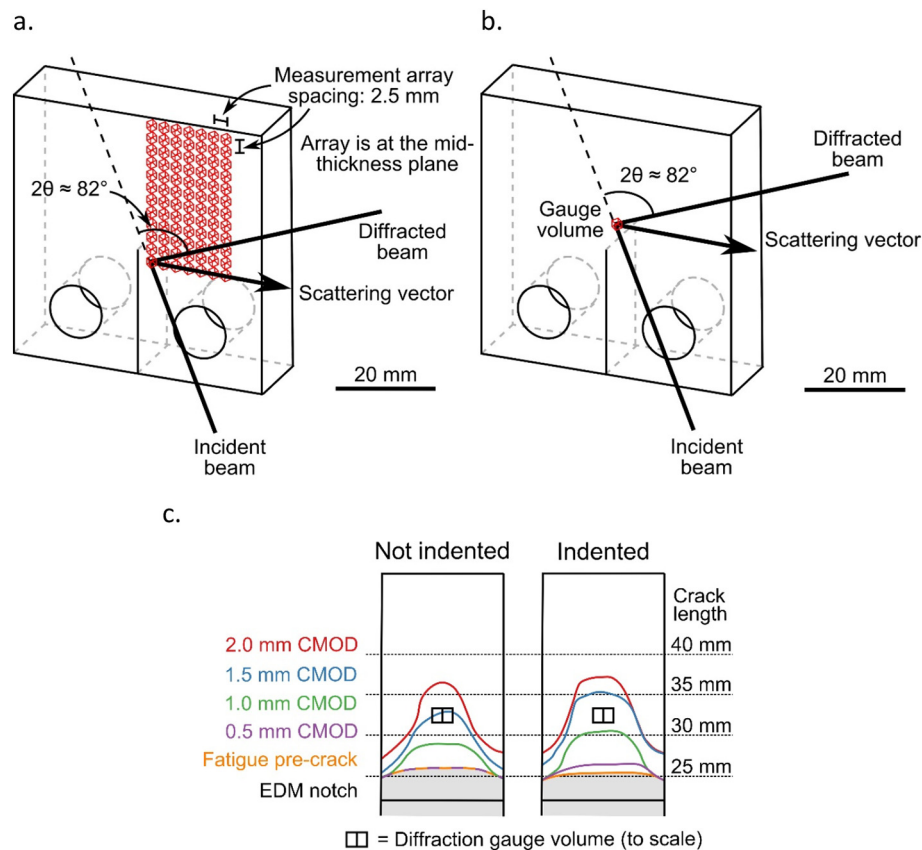 a.
Measurement array
spacing: 2.5 mm
Array is at the mid-
thickness plane
2θ ≈ 82°
Diffracted
beam
Scattering vector
20 mm
Incident
beam
b.
Diffracted
beam
2θ ≈ 82°
Gauge
volume
Scattering vector
20 mm
Incident
beam
c.
Not indented
Indented
Crack
length
2.0 mm CMOD
40 mm
1.5 mm CMOD
35 mm
1.0 mm CMOD
0.5 mm CMOD
30 mm
Fatigue pre-crack
25 mm
EDM notch
= Diffraction gauge volume (to scale)